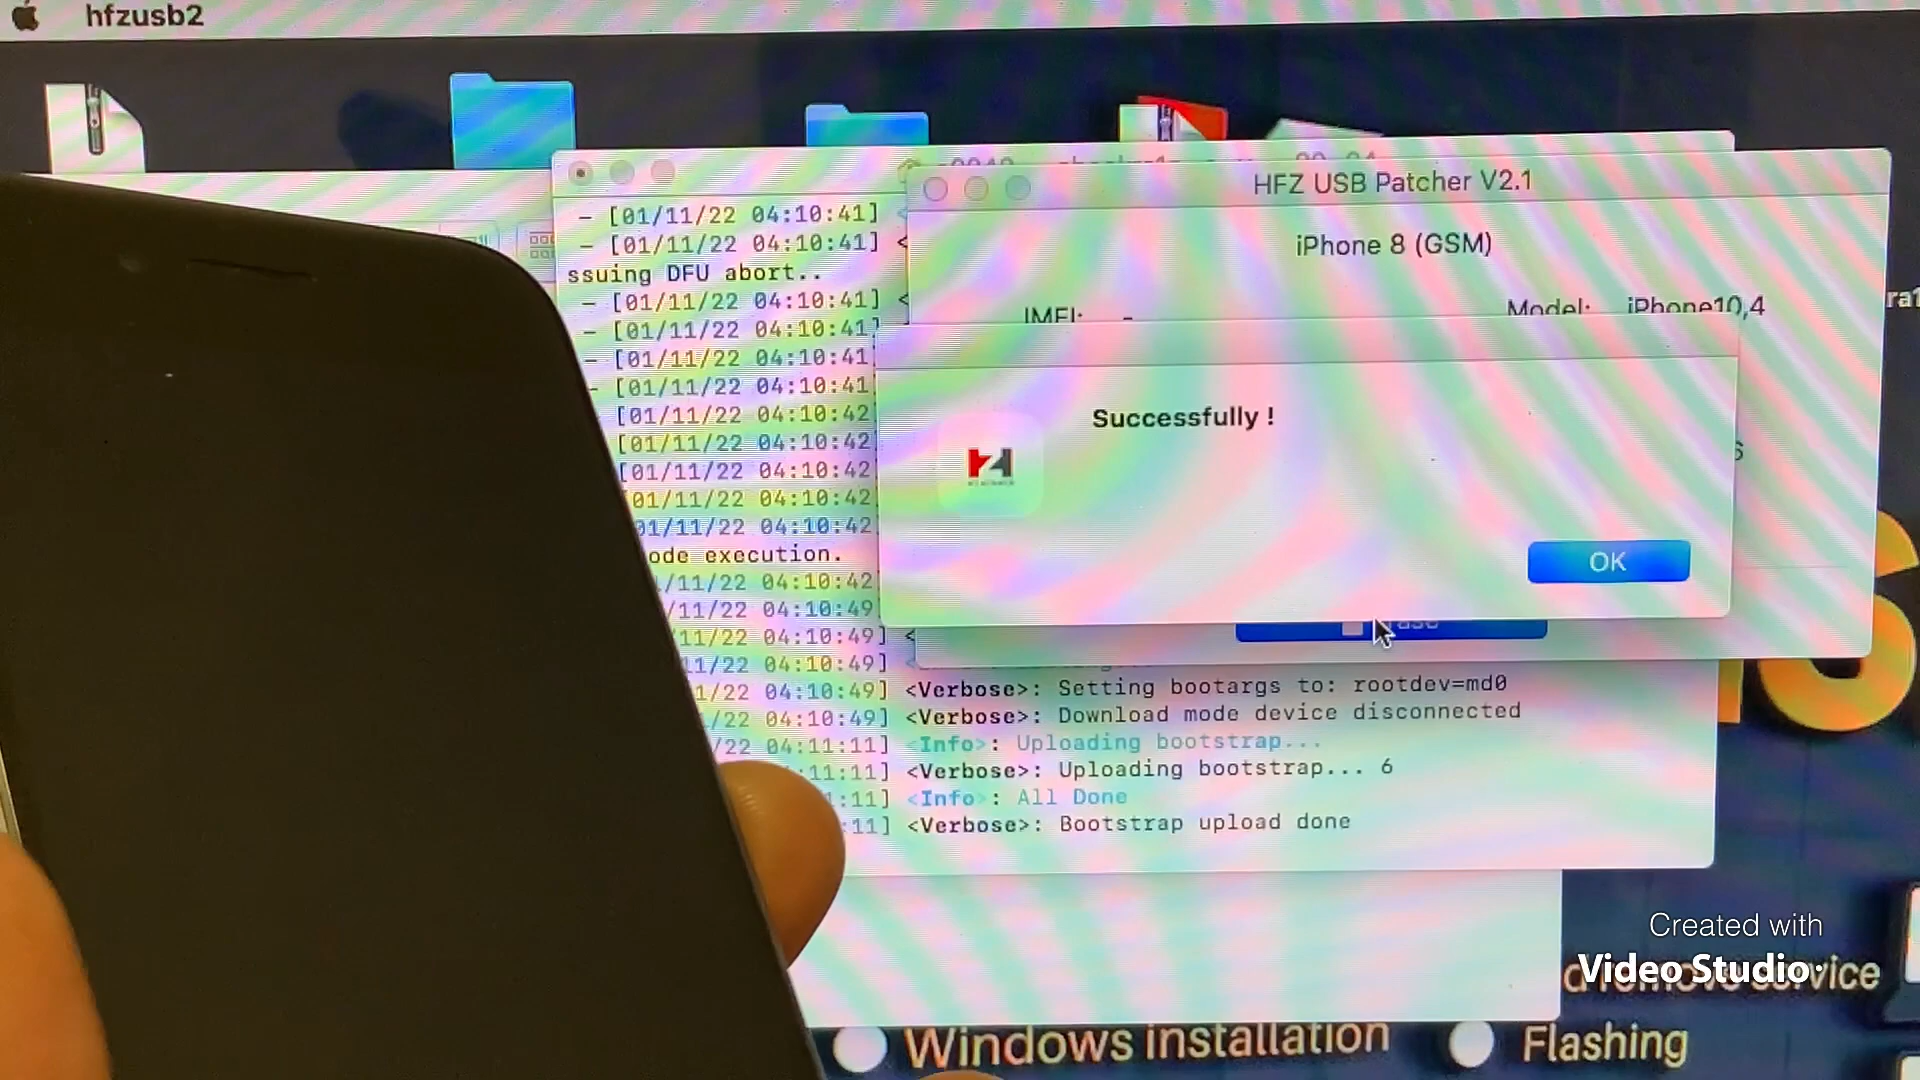 hfzusb2
HFZ USB Patcher V2.1
iPhone 8 (GSM)
IMEI: - Model: iPhone10,4
Successfully !
OK
- [01/11/22 04:10:41] <
- [01/11/22 04:10:41] <
ssuing DFU abort..
- [01/11/22 04:10:41] <
- [01/11/22 04:10:41]
- [01/11/22 04:10:41
- [01/11/22 04:10:41
[01/11/22 04:10:42
[01/11/22 04:10:42
[01/11/22 04:10:42
01/11/22 04:10:42
01/11/22 04:10:42
ode execution.
/11/22 04:10:42
/11/22 04:10:49
11/22 04:10:49] <
11/22 04:10:49]
1/22 04:10:49] <Verbose>: Setting bootargs to: rootdev=md0
/22 04:10:49] <Verbose>: Download mode device disconnected
/22 04:11:11] <Info>: Uploading bootstrap...
:11:11] <Verbose>: Uploading bootstrap... 6
:11] <Info>: All Done
:11] <Verbose>: Bootstrap upload done
Created with
Video Studio
Windows installation
Flashing